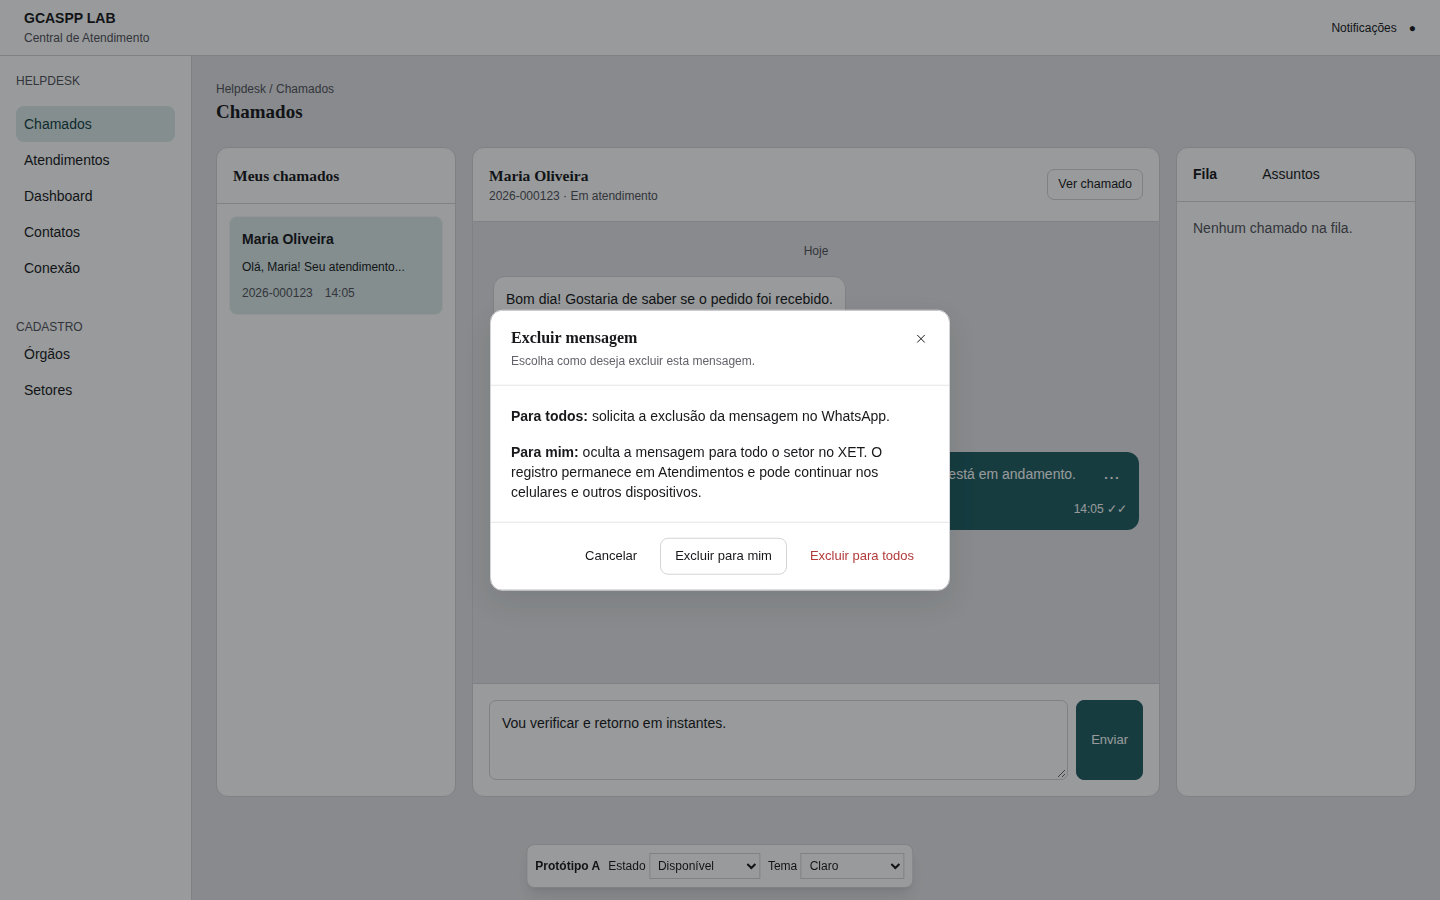 GCASPP LAB
Central de Atendimento
Notificações
HELPDESK
Chamados
Atendimentos
Dashboard
Contatos
Conexão
CADASTRO
Órgãos
Setores
Helpdesk / Chamados
Chamados
Meus chamados
Maria Oliveira
Olá, Maria! Seu atendimento...
2026-000123 14:05
Maria Oliveira
2026-000123 · Em atendimento
Ver chamado
Hoje
Bom dia! Gostaria de saber se o pedido foi recebido.
está em andamento.
...
14:05 ✓✓
Excluir mensagem
×
Escolha como deseja excluir esta mensagem.
Para todos: solicita a exclusão da mensagem no WhatsApp.
Para mim: oculta a mensagem para todo o setor no XET. O
registro permanece em Atendimentos e pode continuar nos
celulares e outros dispositivos.
Cancelar
Excluir para mim
Excluir para todos
Vou verificar e retorno em instantes.
Enviar
Fila
Assuntos
Nenhum chamado na fila.
Protótipo A Estado Disponível Tema Claro